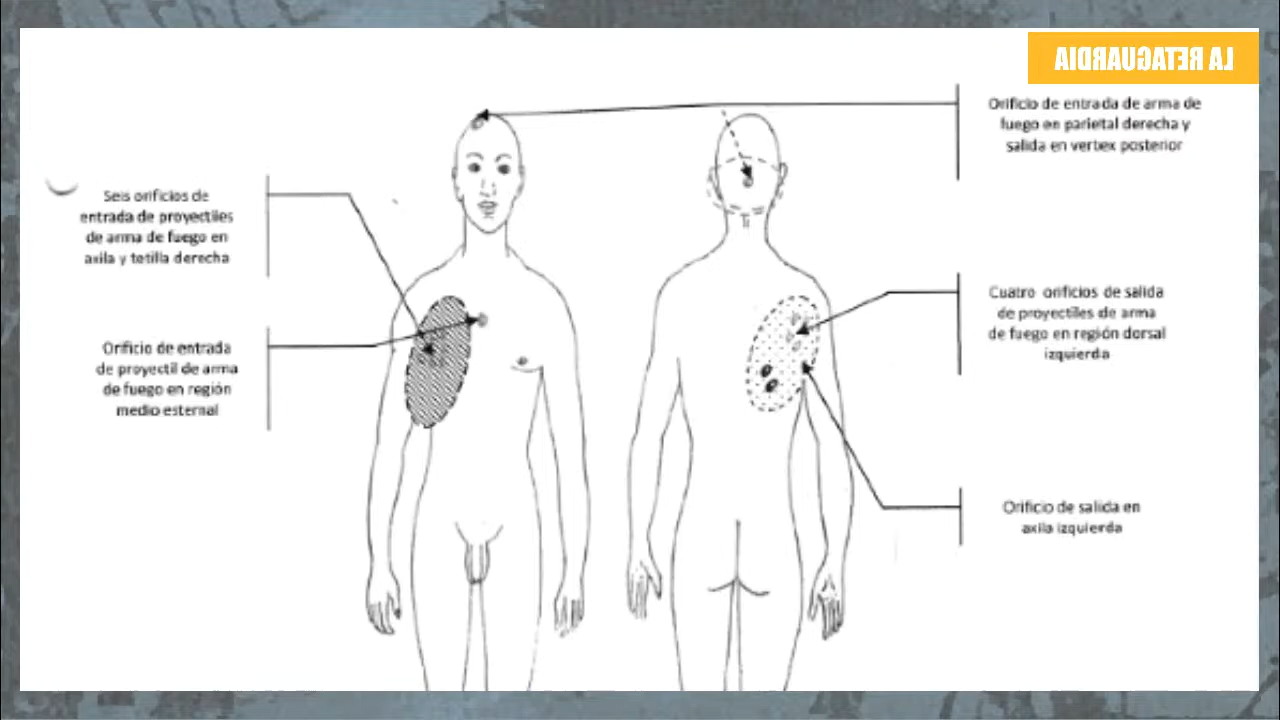 LA RETAGUARDIA
Orificio de entrada de arma de
fuego en parietal derecha y
salida en vertex posterior
Seis orificios de
entrada de proyectiles
de arma de fuego en
axila y tetilla derecha
Orificio de entrada
de proyectil de arma
de fuego en región
medio esternal
Cuatro orificios de salida
de proyectiles de arma
de fuego en región dorsal
izquierda
Orificio de salida en
axila izquierda